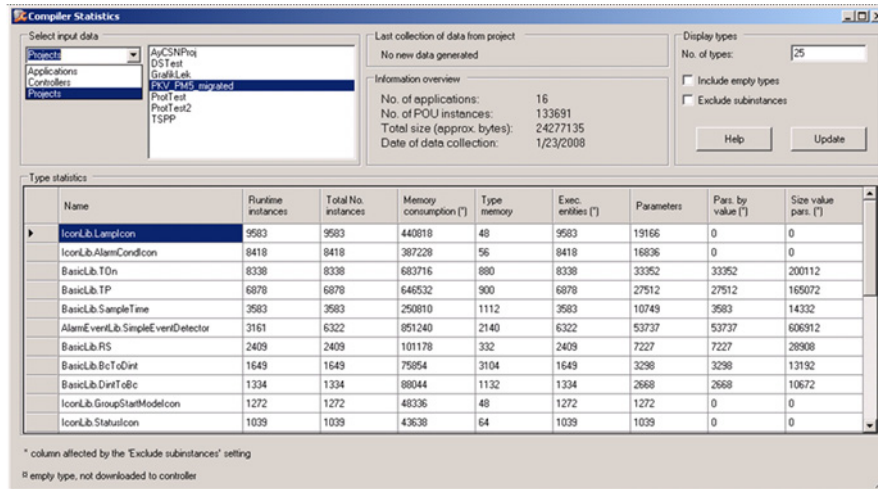 Compiler Statistics
Select input data
Projects
Applications
Controllers
Projects
AyCSNProj
DSTest
GrafikLek
PKV_PM5_migrated
ProtTest
ProtTest2
TSPP
Last collection of data from project
No new data generated
Information overview
No. of applications: 16
No. of POU instances: 133691
Total size (approx. bytes): 24277135
Date of data collection: 1/23/2008
Display types
No. of types: 25
Include empty types
Exclude subinstances
Help Update
Type statistics
Name Runtime instances Total No. instances Memory consumption (*) Type memory Exec. entities (*) Parameters Pars. by value (*) Size value pars. (*)
IconLib.LampIcon 9583 9583 440818 48 9583 19166 0 0
IconLib.AlarmCondIcon 8418 8418 387228 56 8418 16836 0 0
BasicLib.TOn 8338 8338 683716 880 8338 33352 33352 200112
BasicLib.TP 6878 6878 646532 900 6878 27512 27512 165072
BasicLib.SampleTime 3583 3583 250810 1112 3583 10749 3583 14332
AlarmEventLib.SimpleEventDetector 3161 6322 851240 2140 6322 53737 53737 606912
BasicLib.RS 2409 2409 101178 332 2409 7227 7227 28908
BasicLib.BcToDint 1649 1649 75854 3104 1649 3298 3298 13192
BasicLib.DintToBc 1334 1334 88044 1132 1334 2668 2668 10672
IconLib.GroupStartModeIcon 1272 1272 48336 48 1272 1272 0 0
IconLib.StatusIcon 1039 1039 43638 64 1039 1039 0 0
* column affected by the 'Exclude subinstances' setting
¤ empty type, not downloaded to controller